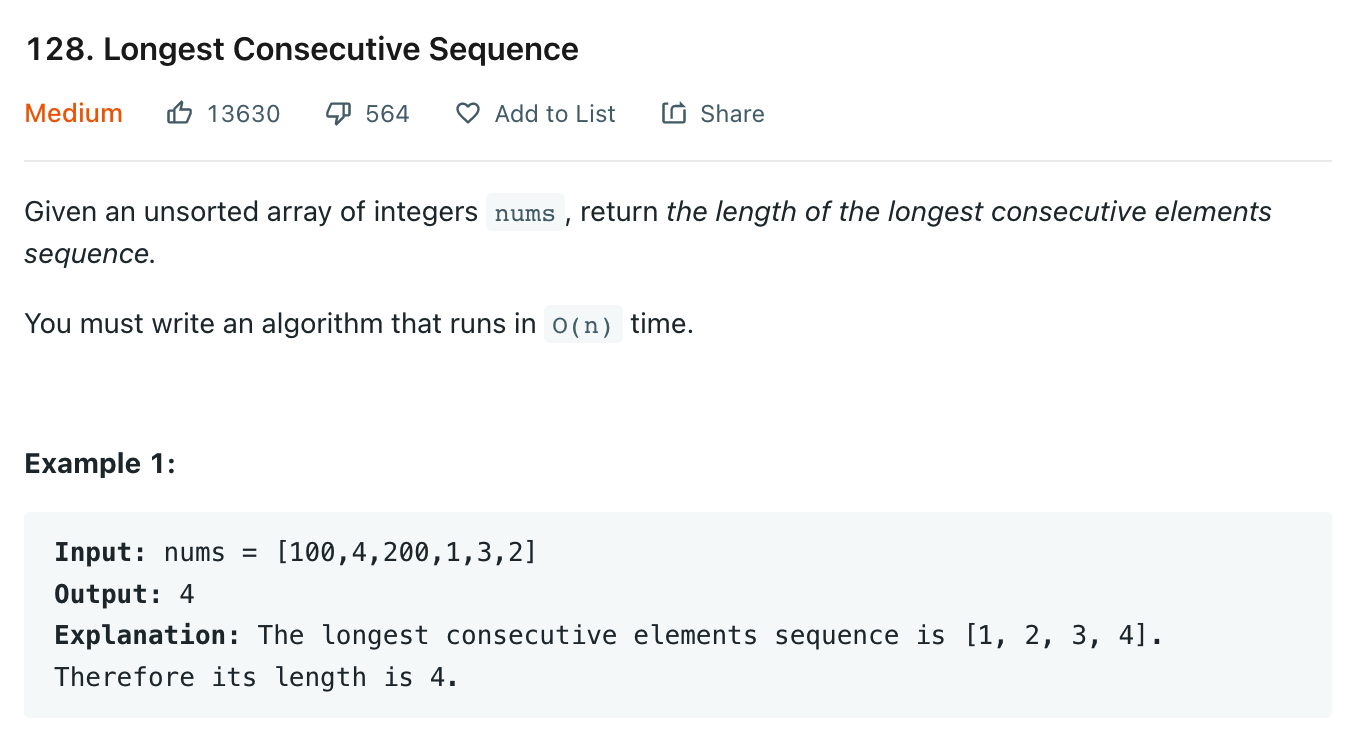 128. Longest Consecutive Sequence
Medium 13630 564 Add to List Share
Given an unsorted array of integers nums, return the length of the longest consecutive elements
sequence.
You must write an algorithm that runs in O(n) time.
Example 1:
Input: nums = [100,4,200,1,3,2]
Output: 4
Explanation: The longest consecutive elements sequence is [1, 2, 3, 4].
Therefore its length is 4.